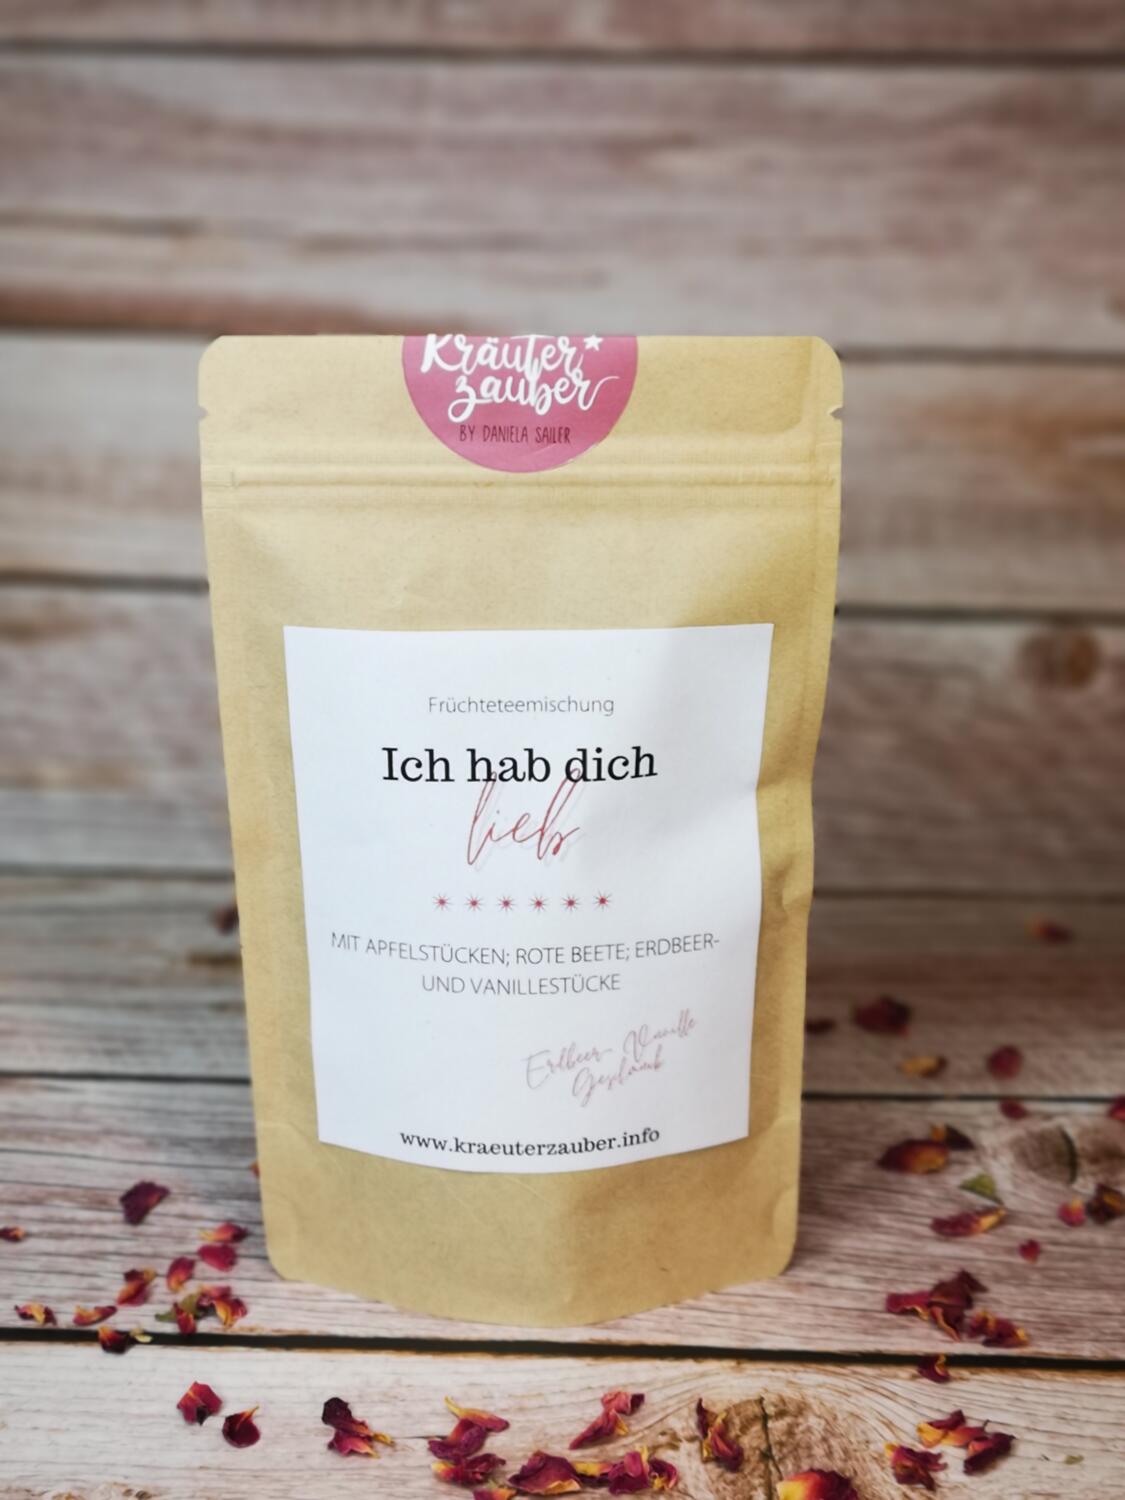 Kräuter
zauber
BY DANIELA SAILER
Früchteteemischung
Ich hab dich
lieb
MIT APFELSTÜCKEN; ROTE BEETE; ERDBEER-
UND VANILLESTÜCKE
Erdbeer- Vanille
Geschmack
www.kraeuterzauber.info